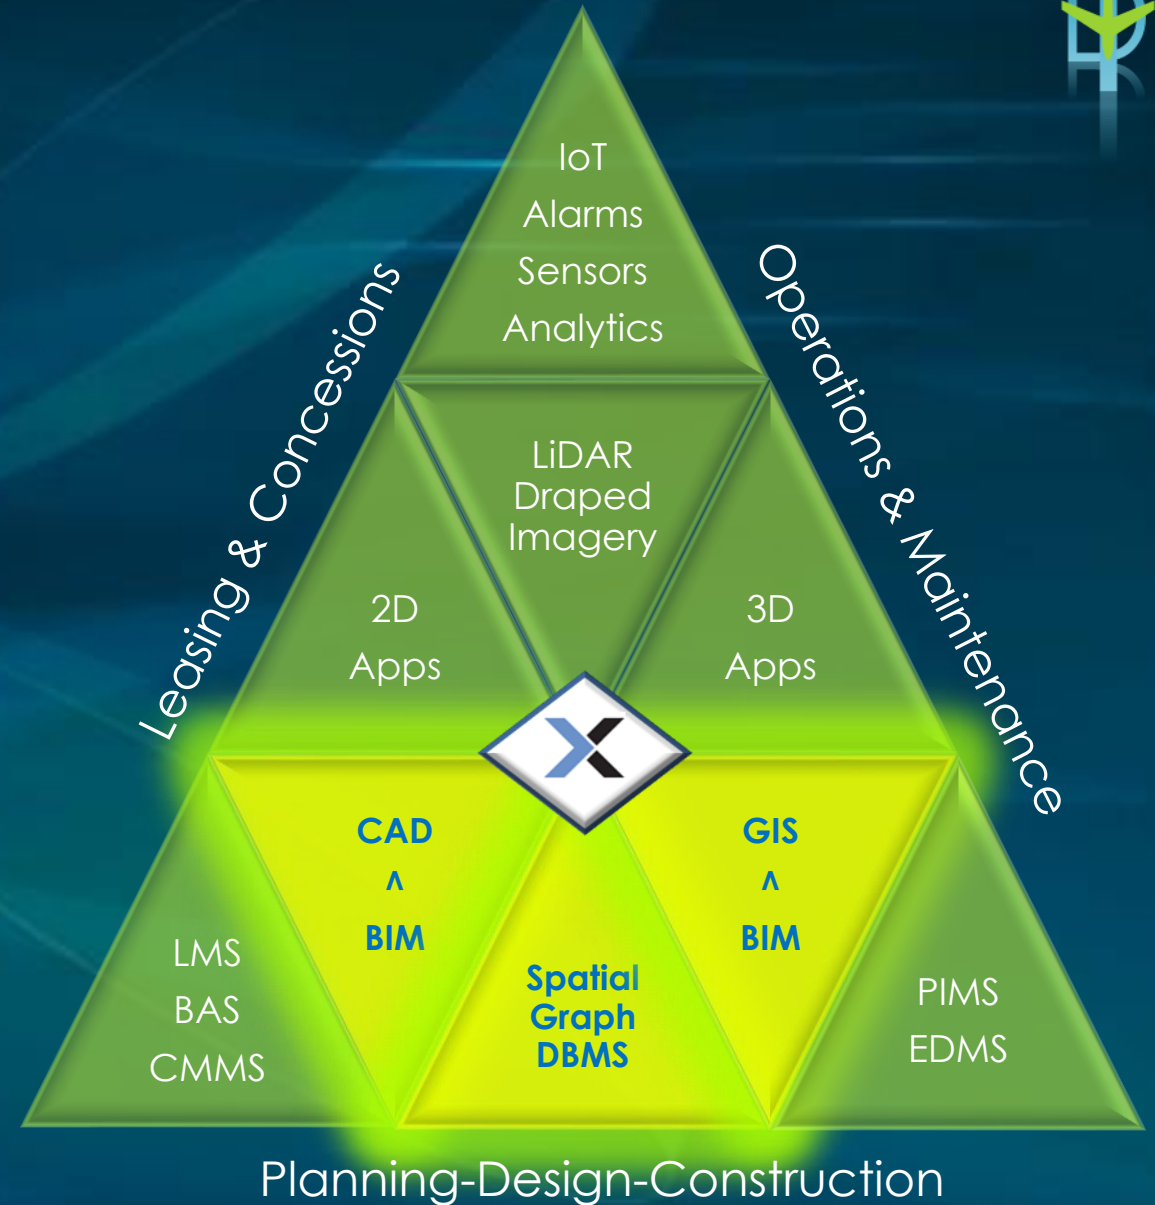 IoT
Alarms
Sensors
Analytics
Leasing & Concessions
Operations & Maintenance
LiDAR
Draped
Imagery
2D
Apps
3D
Apps
CAD
^
BIM
GIS
^
BIM
Spatial
Graph
DBMS
LMS
BAS
CMMS
PIMS
EDMS
Planning-Design-Construction